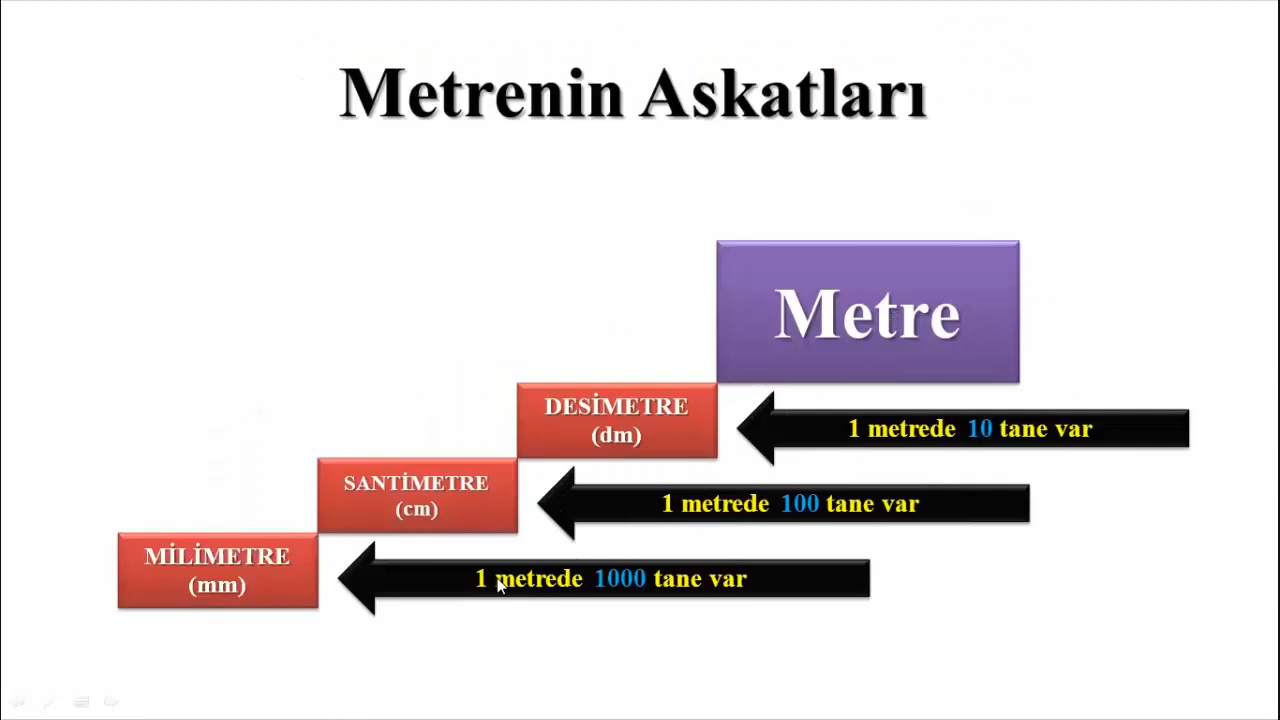 Metrenin Askatları
Metre
DESİMETRE
(dm)
1 metrede 10 tane var
SANTİMETRE
(cm)
1 metrede 100 tane var
MİLİMETRE
(mm)
1 metrede 1000 tane var